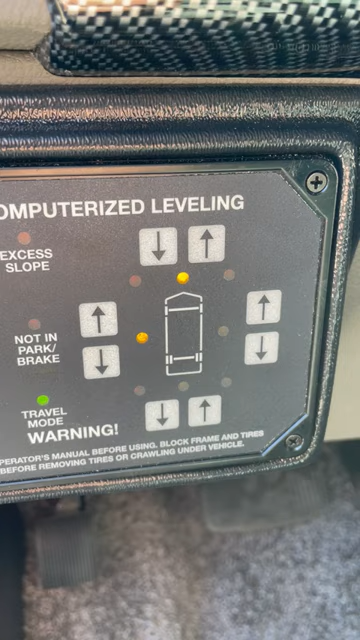 OMPUTERIZED LEVELING
EXCESS
SLOPE
NOT IN
PARK/
BRAKE
TRAVEL
MODE
WARNING!
PERATOR'S MANUAL BEFORE USING. BLOCK FRAME AND TIRES
BEFORE REMOVING TIRES OR CRAWLING UNDER VEHICLE.